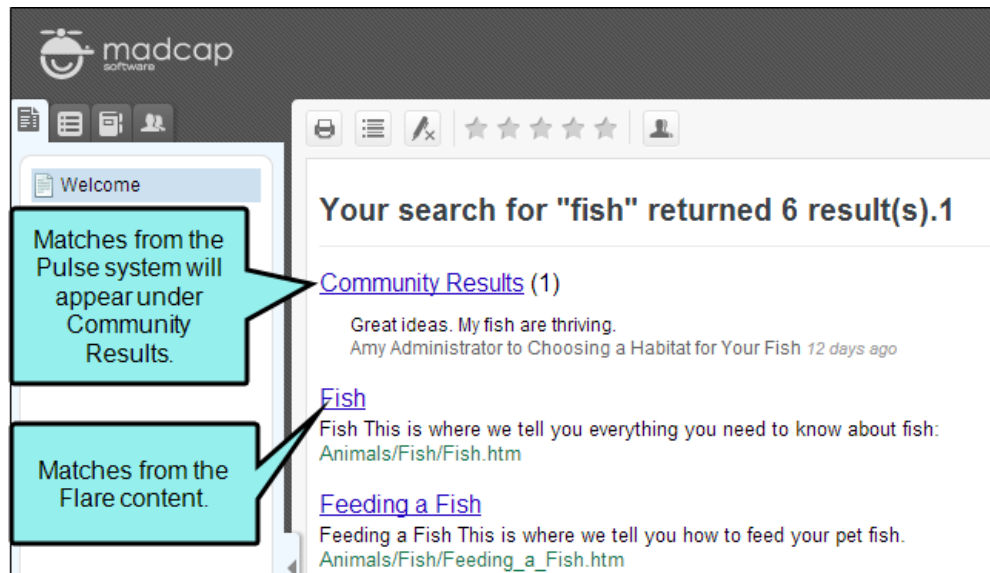 madcap
software
Welcome
Your search for "fish" returned 6 result(s).1
Matches from the
Pulse system will
appear under
Community
Results.
Community Results (1)
Great ideas. My fish are thriving.
Amy Administrator to Choosing a Habitat for Your Fish 12 days ago
Fish
Fish This is where we tell you everything you need to know about fish:
Animals/Fish/Fish.htm
Matches from the
Flare content.
Feeding a Fish
Feeding a Fish This is where we tell you how to feed your pet fish.
Animals/Fish/Feeding_a_Fish.htm